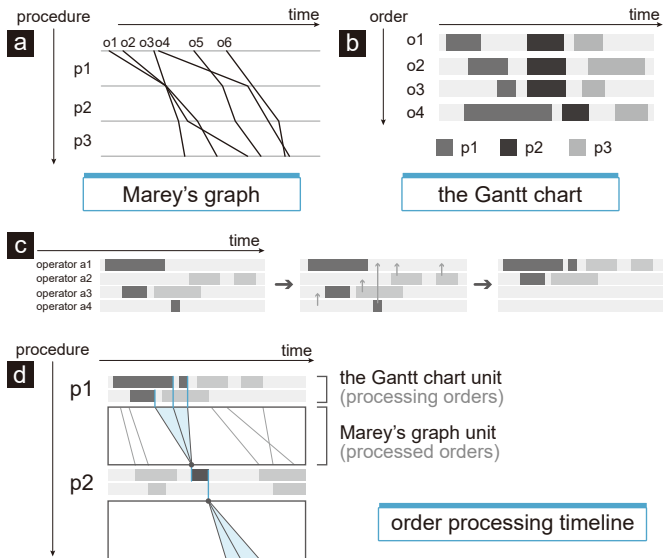 procedure
time
a
o1 o2 o3 o4 o5 o6
p1
p2
p3
Marey's graph
order
time
b
o1
o2
o3
o4
p1 p2 p3
the Gantt chart
c
time
operator a1
operator a2
operator a3
operator a4
procedure
time
d
p1
the Gantt chart unit
(processing orders)
Marey's graph unit
(processed orders)
p2
order processing timeline